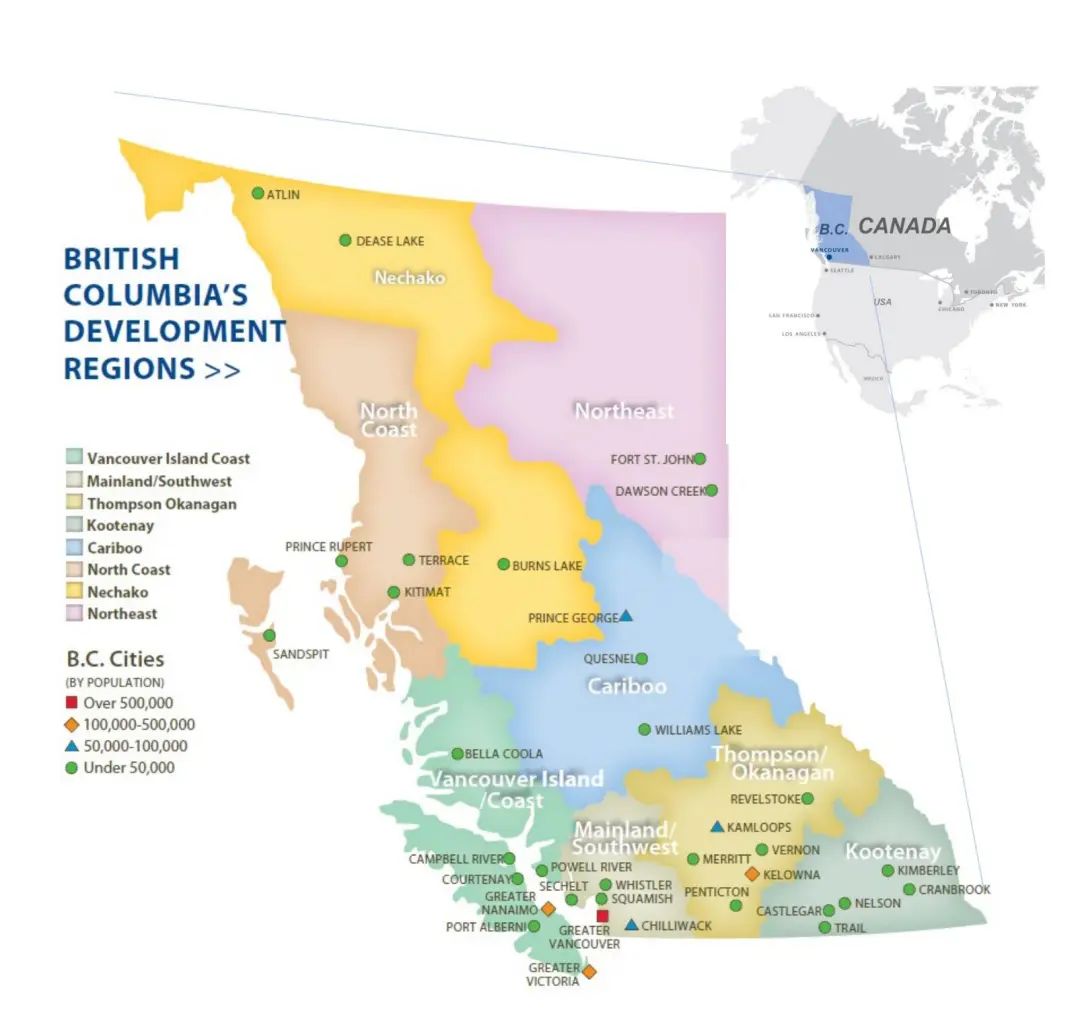 BRITISH
COLUMBIA'S
DEVELOPMENT
REGIONS >>
Vancouver Island Coast
Mainland/Southwest
Thompson Okanagan
Kootenay
Cariboo
North Coast
Nechako
Northeast
B.C. Cities
(BY POPULATION)
Over 500,000
100,000-500,000
50,000-100,000
Under 50,000
B.C.
CANADA
VANCOUVER
CALGARY
SEATTLE
USA
TORONTO
NEW YORK
CHICAGO
SAN FRANCISCO
LOS ANGELES
MEXICO
ATLIN
DEASE LAKE
Nechako
North
Coast
Northeast
FORT ST. JOHN
DAWSON CREEK
PRINCE RUPERT
TERRACE
KITIMAT
BURNS LAKE
SANDSPIT
PRINCE GEORGE
QUESNEL
Cariboo
WILLIAMS LAKE
BELLA COOLA
Vancouver Island
/Coast
Thompson/
Okanagan
REVELSTOKE
KAMLOOPS
Mainland/
Southwest
MERRITT
VERNON
KELOWNA
PENTICTON
Kootenay
KIMBERLEY
CRANBROOK
NELSON
CASTLEGAR
TRAIL
CAMPBELL RIVER
COURTENAY
POWELL RIVER
SECHELT
WHISTLER
SQUAMISH
GREATER
NANAIMO
PORT ALBERNI
GREATER
VANCOUVER
CHILLIWACK
GREATER
VICTORIA